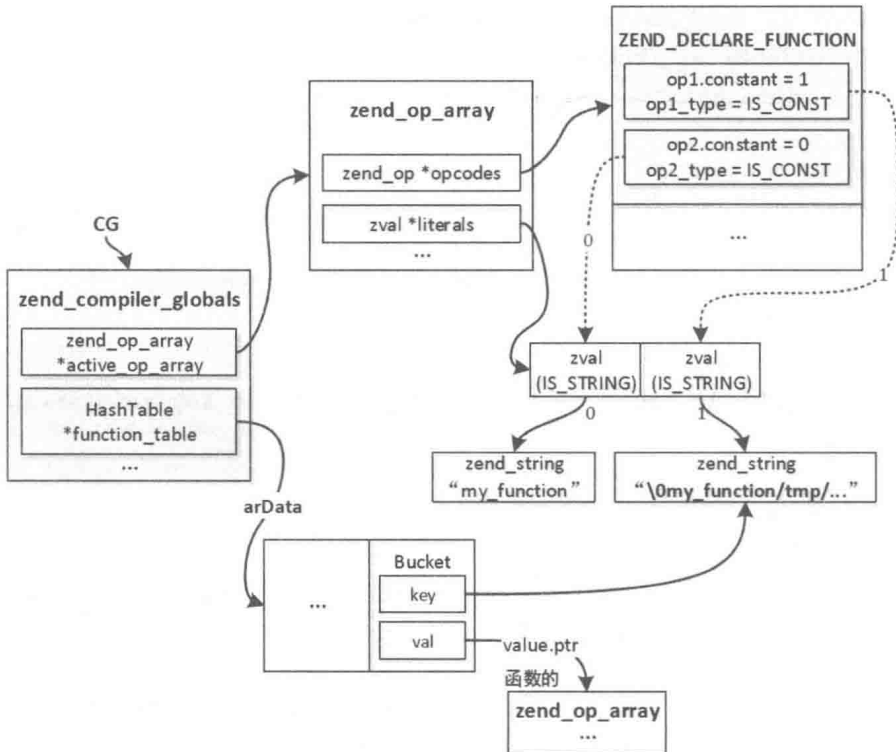 ZEND_DECLARE_FUNCTION
op1.constant = 1
op1_type = IS_CONST
op2.constant = 0
op2_type = IS_CONST
...
zend_op_array
zend_op *opcodes
zval *literals
...
CG
zend_compiler_globals
zend_op_array
*active_op_array
HashTable
*function_table
...
0
1
zval
(IS_STRING)
zval
(IS_STRING)
0
1
zend_string
“my_function”
zend_string
“\0my_function/tmp/...”
arData
...
Bucket
key
val
value.ptr
函数的
zend_op_array
...